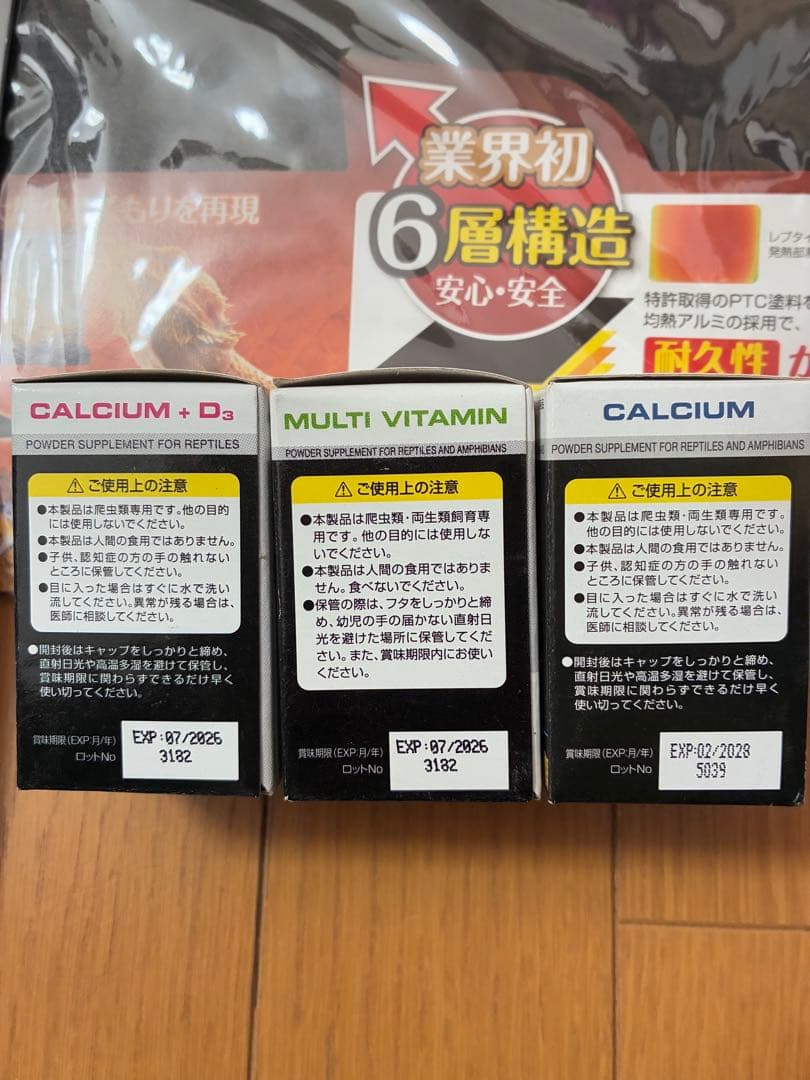 業界初
6層構造
安心・安全
もりを再現
レプタイ
発熱部
特許取得のPTC塗料を
均熱アルミの採用で、
耐久性が
CALCIUM + D3
POWDER SUPPLEMENT FOR REPTILES
⚠ご使用上の注意
●本製品は爬虫類専用です。他の目的
には使用しないでください。
●本製品は人間の食用ではありません。
●子供、認知症の方の手の触れない
ところに保管してください。
●目に入った場合はすぐに水で洗い
流してください。異常が残る場合は、
医師に相談してください。
●開封後はキャップをしっかりと締め、
直射日光や高温多湿を避けて保管し、
賞味期限に関わらずできるだけ早く
使い切ってください。
賞味期限(EXP:月/年)
ロットNo
EXP:07/2026
3182
MULTI VITAMIN
POWDER SUPPLEMENT FOR REPTILES AND AMPHIBIANS
⚠ご使用上の注意
●本製品は爬虫類・両生類飼育専
用です。他の目的には使用しな
いでください。
●本製品は人間の食用ではありま
せん。食べないでください。
●保管の際は、フタをしっかりと締
め、幼児の手の届かない直射日
光を避けた場所に保管してくだ
さい。また、賞味期限内にお使い
ください。
賞味期限(EXP:月/年)
ロットNo
EXP:07/2026
3182
CALCIUM
POWDER SUPPLEMENT FOR REPTILES AND AMPHIBIANS
⚠ご使用上の注意
●本製品は爬虫類・両生類専用です。
他の目的には使用しないでください。
●本製品は人間の食用ではありません。
●子供、認知症の方の手の触れない
ところに保管してください。
●目に入った場合はすぐに水で洗い
流してください。異常が残る場合は、
医師に相談してください。
●開封後はキャップをしっかりと締め、
直射日光や高温多湿を避けて保管し、
賞味期限に関わらずできるだけ早く
使い切ってください。
賞味期限(EXP:月/年)
ロットNo
EXP:02/2028
5039